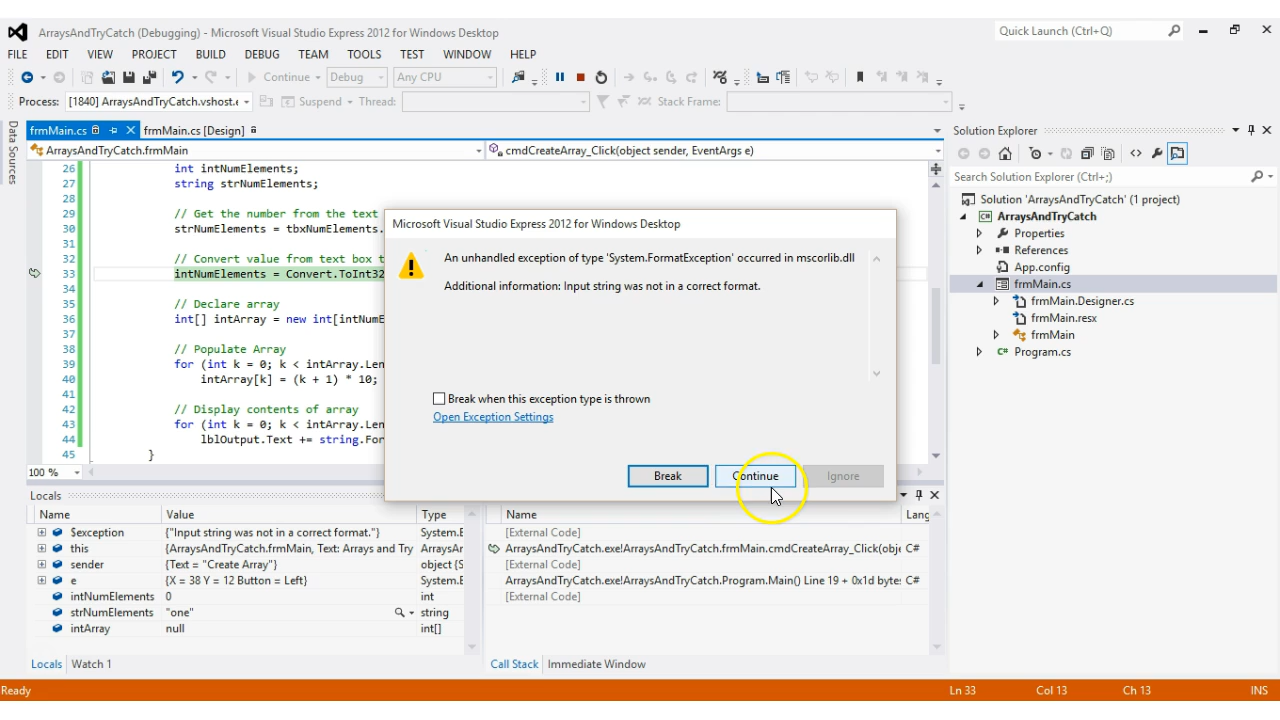 ArraysAndTryCatch (Debugging) - Microsoft Visual Studio Express 2012 for Windows Desktop
Quick Launch (Ctrl+Q)
FILE EDIT VIEW PROJECT BUILD DEBUG TEAM TOOLS TEST WINDOW HELP
Continue Debug Any CPU
Process: [1840] ArraysAndTryCatch.vshost.e Suspend Thread: Stack Frame:
Data Sources
frmMain.cs frmMain.cs [Design]
ArraysAndTryCatch.frmMain cmdCreateArray_Click(object sender, EventArgs e)
26 int intNumElements;
27 string strNumElements;
28
29 // Get the number from the text
30 strNumElements = tbxNumElements.
31
32 // Convert value from text box t
33 intNumElements = Convert.ToInt32
34
35 // Declare array
36 int[] intArray = new int[intNumE
37
38 // Populate Array
39 for (int k = 0; k < intArray.Len
40 intArray[k] = (k + 1) * 10;
41
42 // Display contents of array
43 for (int k = 0; k < intArray.Len
44 lblOutput.Text += string.For
45 }
100 %
Microsoft Visual Studio Express 2012 for Windows Desktop
An unhandled exception of type 'System.FormatException' occurred in mscorlib.dll
Additional information: Input string was not in a correct format.
Break when this exception type is thrown
Open Exception Settings
Break Continue Ignore
Solution Explorer
Search Solution Explorer (Ctrl+;)
Solution 'ArraysAndTryCatch' (1 project)
C# ArraysAndTryCatch
Properties
References
App.config
frmMain.cs
frmMain.Designer.cs
frmMain.resx
frmMain
C# Program.cs
Locals
Name Value Type
$exception {"Input string was not in a correct format."} System.E
this {ArraysAndTryCatch.frmMain, Text: Arrays and Try ArraysAr
sender {Text = "Create Array"} object {S
e {X = 38 Y = 12 Button = Left} System.E
intNumElements 0 int
strNumElements "one" string
intArray null int[]
Locals Watch 1
Name Lang
[External Code]
ArraysAndTryCatch.exe!ArraysAndTryCatch.frmMain.cmdCreateArray_Click(obje C#
[External Code]
ArraysAndTryCatch.exe!ArraysAndTryCatch.Program.Main() Line 19 + 0x1d bytes C#
[External Code]
Call Stack Immediate Window
Ready Ln 33 Col 13 Ch 13 INS